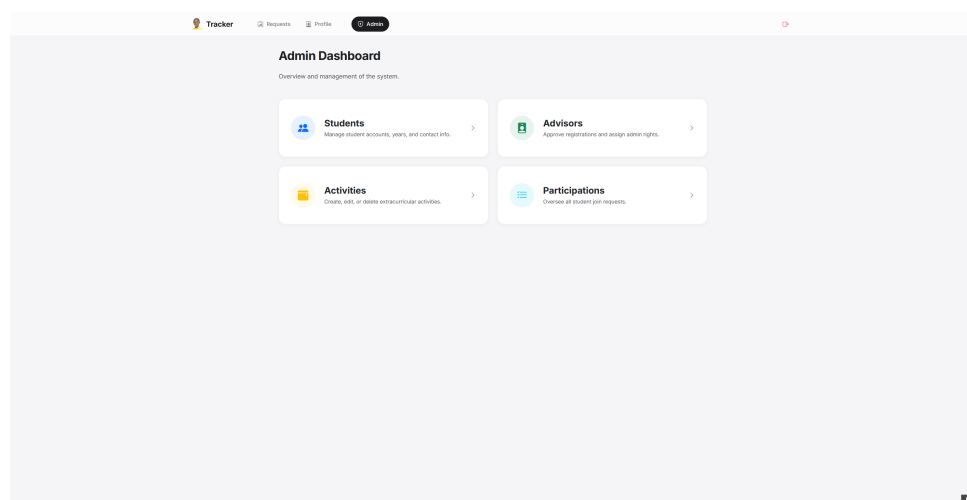 Tracker
Requests
Profile
Admin
Admin Dashboard
Overview and management of the system.
Students
Manage student accounts, years, and contact info.
Advisors
Approve registrations and assign admin rights.
Activities
Create, edit, or delete extracurricular activities.
Participations
Oversee all student join requests.